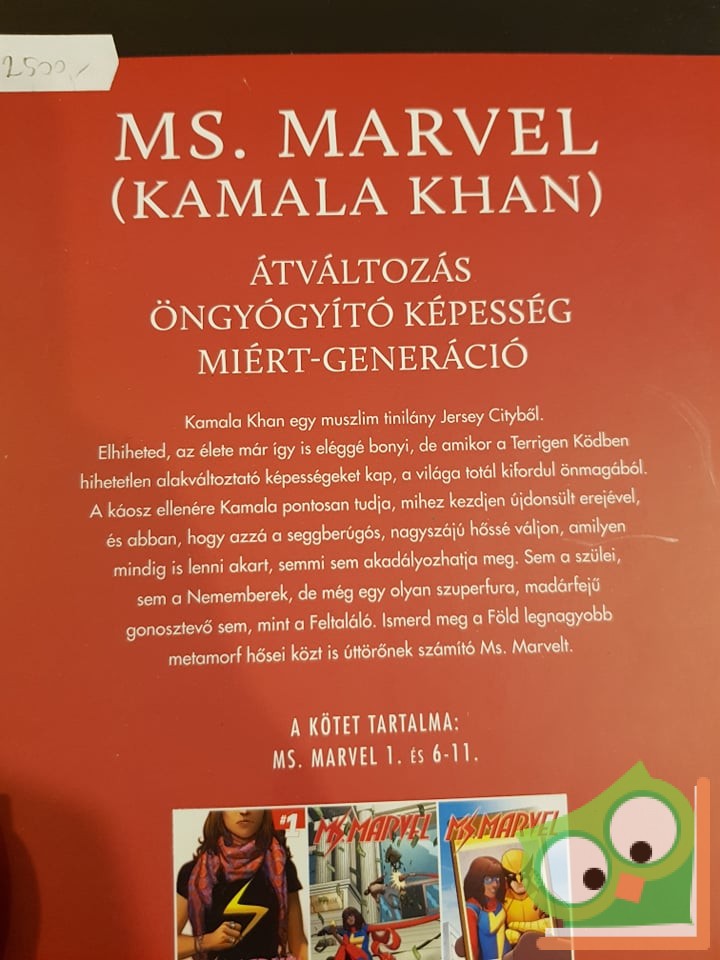 2500,-
MS. MARVEL
(KAMALA KHAN)
ÁTVÁLTOZÁS
ÖNGYÓGYÍTÓ KÉPESSÉG
MIÉRT-GENERÁCIÓ
Kamala Khan egy muszlim tinilány Jersey Cityből.
Elhiheted, az élete már így is eléggé bonyi, de amikor a Terrigen Ködben
hihetetlen alakváltoztató képességeket kap, a világa totál kifordul önmagából.
A káosz ellenére Kamala pontosan tudja, mihez kezdjen újdonsült erejével,
és abban, hogy azzá a seggberúgós, nagyszájú hőssé váljon, amilyen
mindig is lenni akart, semmi sem akadályozhatja meg. Sem a szülei,
sem a Nememberek, de még egy olyan szuperfura, madárfejű
gonosztevő sem, mint a Feltaláló. Ismerd meg a Föld legnagyobb
metamorf hősei közt is úttörőnek számító Ms. Marvelt.
A KÖTET TARTALMA:
MS. MARVEL 1. ÉS 6-11.
#1
MS. MARVEL
MS. MARVEL